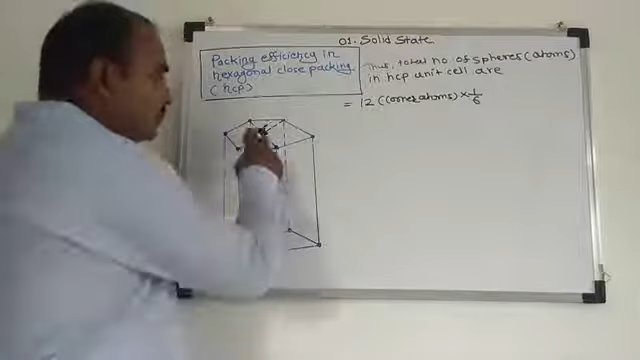 01. Solid State
Packing efficiency in
hexagonal close packing
(hcp)
Thus, total no of spheres (atoms)
in hcp unit cell are
= 12 (corner atoms) × 1/6